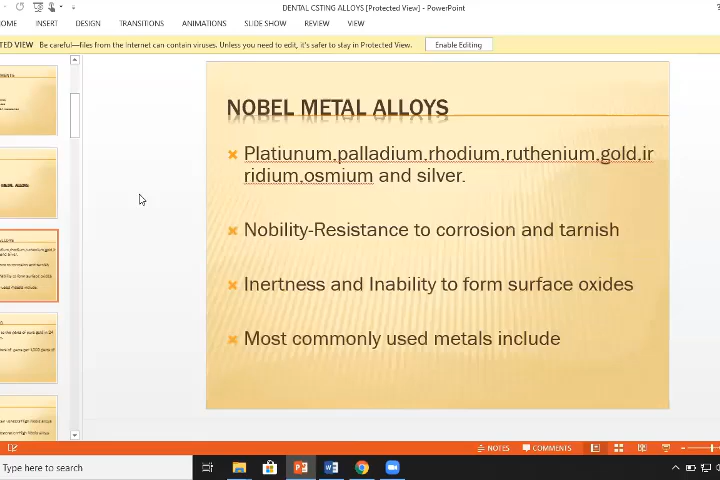 DENTAL CSTING ALLOYS [Protected View] - PowerPoint
OME INSERT DESIGN TRANSITIONS ANIMATIONS SLIDE SHOW REVIEW VIEW
TED VIEW Be careful—files from the Internet can contain viruses. Unless you need to edit, it's safer to stay in Protected View. Enable Editing
NOBEL METAL ALLOYS
Platiunum,palladium,rhodium,ruthenium,gold,ir
ridium,osmium and silver.
Nobility-Resistance to corrosion and tarnish
Inertness and Inability to form surface oxides
Most commonly used metals include
NOTES COMMENTS
Type here to search